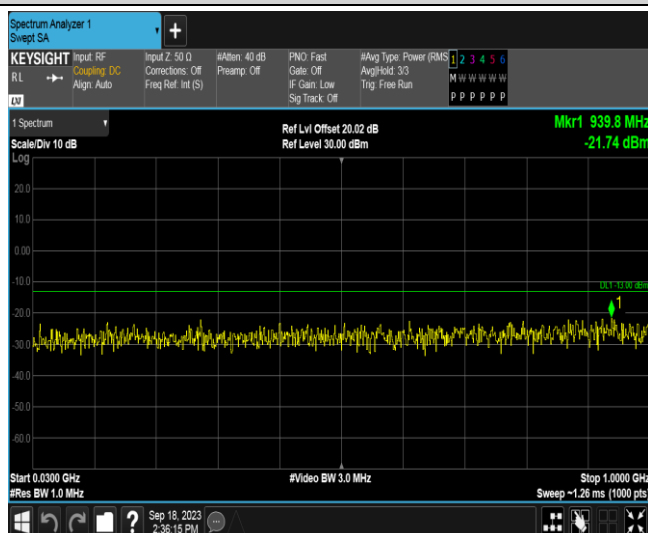 Spectrum Analyzer 1
Swept SA
+
KEYSIGHT
RL
LXI
Input: RF
Coupling: DC
Align: Auto
Input Z: 50 Ω
Corrections: Off
Freq Ref: Int (S)
#Atten: 40 dB
Preamp: Off
PNO: Fast
Gate: Off
IF Gain: Low
Sig Track: Off
#Avg Type: Power (RMS
Avg|Hold: 3/3
Trig: Free Run
1 2 3 4 5 6
M W W W W W
P P P P P P
1 Spectrum
Scale/Div 10 dB
Log
Ref Lvl Offset 20.02 dB
Ref Level 30.00 dBm
Mkr1 939.8 MHz
-21.74 dBm
20.0
10.0
0.00
-10.0
DL1 -13.00 dBm
1
-20.0
-30.0
-40.0
-50.0
-60.0
Start 0.0300 GHz
#Res BW 1.0 MHz
#Video BW 3.0 MHz
Stop 1.0000 GHz
Sweep ~1.26 ms (1000 pts)
?
Sep 18, 2023
2:36:15 PM